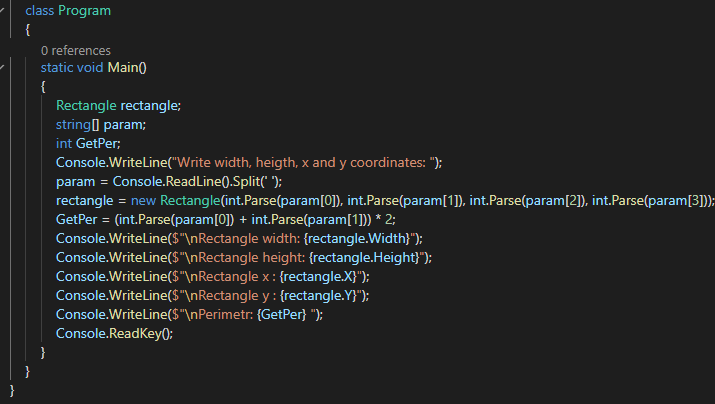 class Program
{
0 references
static void Main()
{
Rectangle rectangle;
string[] param;
int GetPer;
Console.WriteLine("Write width, heigth, x and y coordinates: ");
param = Console.ReadLine().Split(' ');
rectangle = new Rectangle(int.Parse(param[0]), int.Parse(param[1]), int.Parse(param[2]), int.Parse(param[3]));
GetPer = (int.Parse(param[0]) + int.Parse(param[1])) * 2;
Console.WriteLine($"\nRectangle width: {rectangle.Width}");
Console.WriteLine($"\nRectangle height: {rectangle.Height}");
Console.WriteLine($"\nRectangle x : {rectangle.X}");
Console.WriteLine($"\nRectangle y : {rectangle.Y}");
Console.WriteLine($"\nPerimetr: {GetPer} ");
Console.ReadKey();
}
}
}